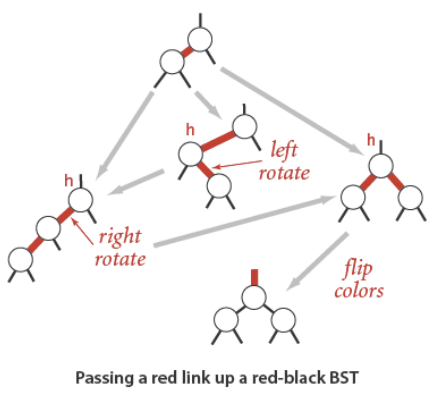 h
left
rotate
h
h
right
rotate
flip
colors
Passing a red link up a red-black BST